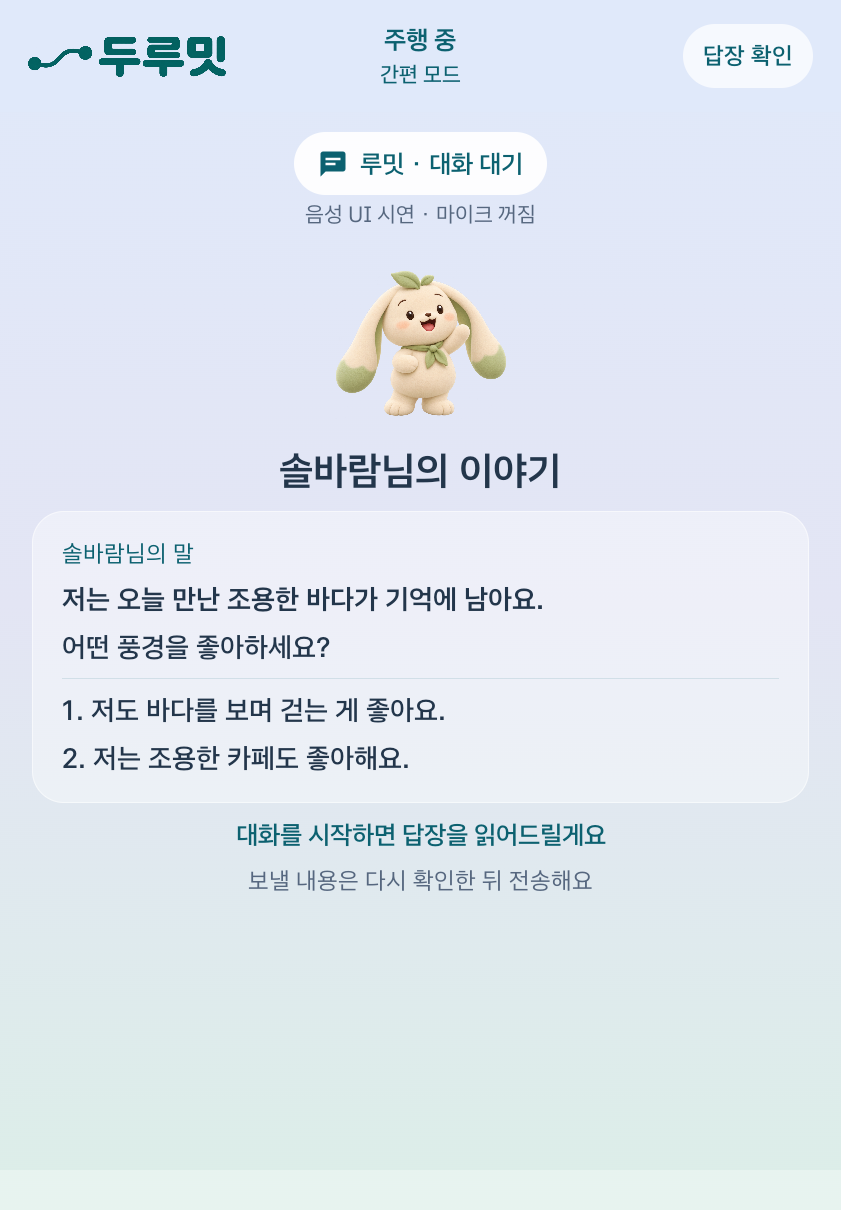 두루밋
주행 중
간편 모드
답장 확인
루밋 · 대화 대기
음성 UI 시연 · 마이크 꺼짐
솔바람님의 이야기
솔바람님의 말
저는 오늘 만난 조용한 바다가 기억에 남아요.
어떤 풍경을 좋아하세요?
1. 저도 바다를 보며 걷는 게 좋아요.
2. 저는 조용한 카페도 좋아해요.
대화를 시작하면 답장을 읽어드릴게요
보낼 내용은 다시 확인한 뒤 전송해요